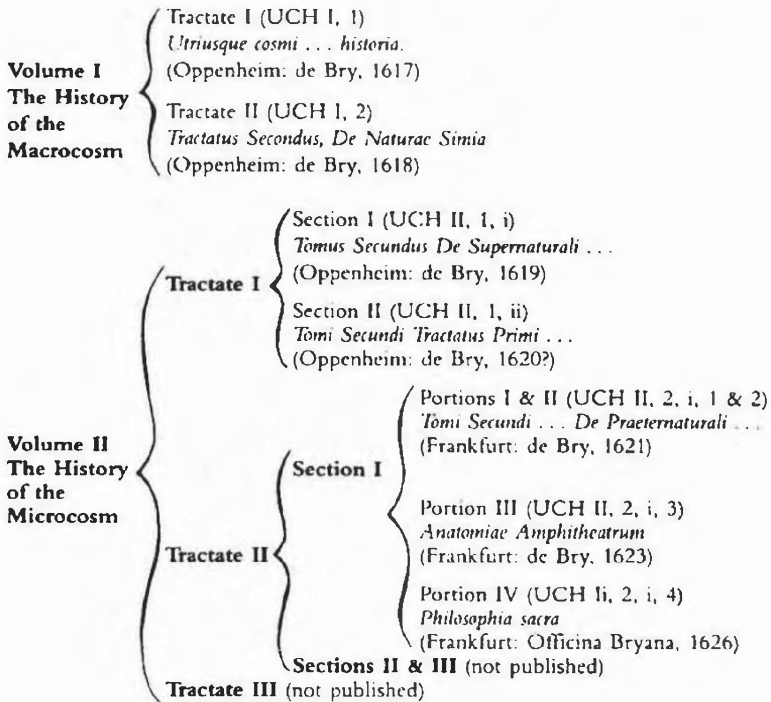 Tractate I (UCH I, 1)
Utriusque cosmi . . . historia.
(Oppenheim: de Bry, 1617)
Volume I
The History
of the
Macrocosm
Tractate II (UCH I, 2)
Tractatus Secondus, De Naturae Simia
(Oppenheim: de Bry, 1618)
Volume II
The History
of the
Microcosm
Tractate I
Section I (UCH II, 1, i)
Tomus Secundus De Supernaturali . . .
(Oppenheim: de Bry, 1619)
Section II (UCH II, 1, ii)
Tomi Secundi Tractatus Primi . . .
(Oppenheim: de Bry, 1620?)
Tractate II
Section I
Portions I & II (UCH II, 2, i, 1 & 2)
Tomi Secundi . . . De Praeternaturali . . .
(Frankfurt: de Bry, 1621)
Portion III (UCH II, 2, i, 3)
Anatomiae Amphitheatrum
(Frankfurt: de Bry, 1623)
Portion IV (UCH Ii, 2, i, 4)
Philosophia sacra
(Frankfurt: Officina Bryana, 1626)
Sections II & III (not published)
Tractate III (not published)